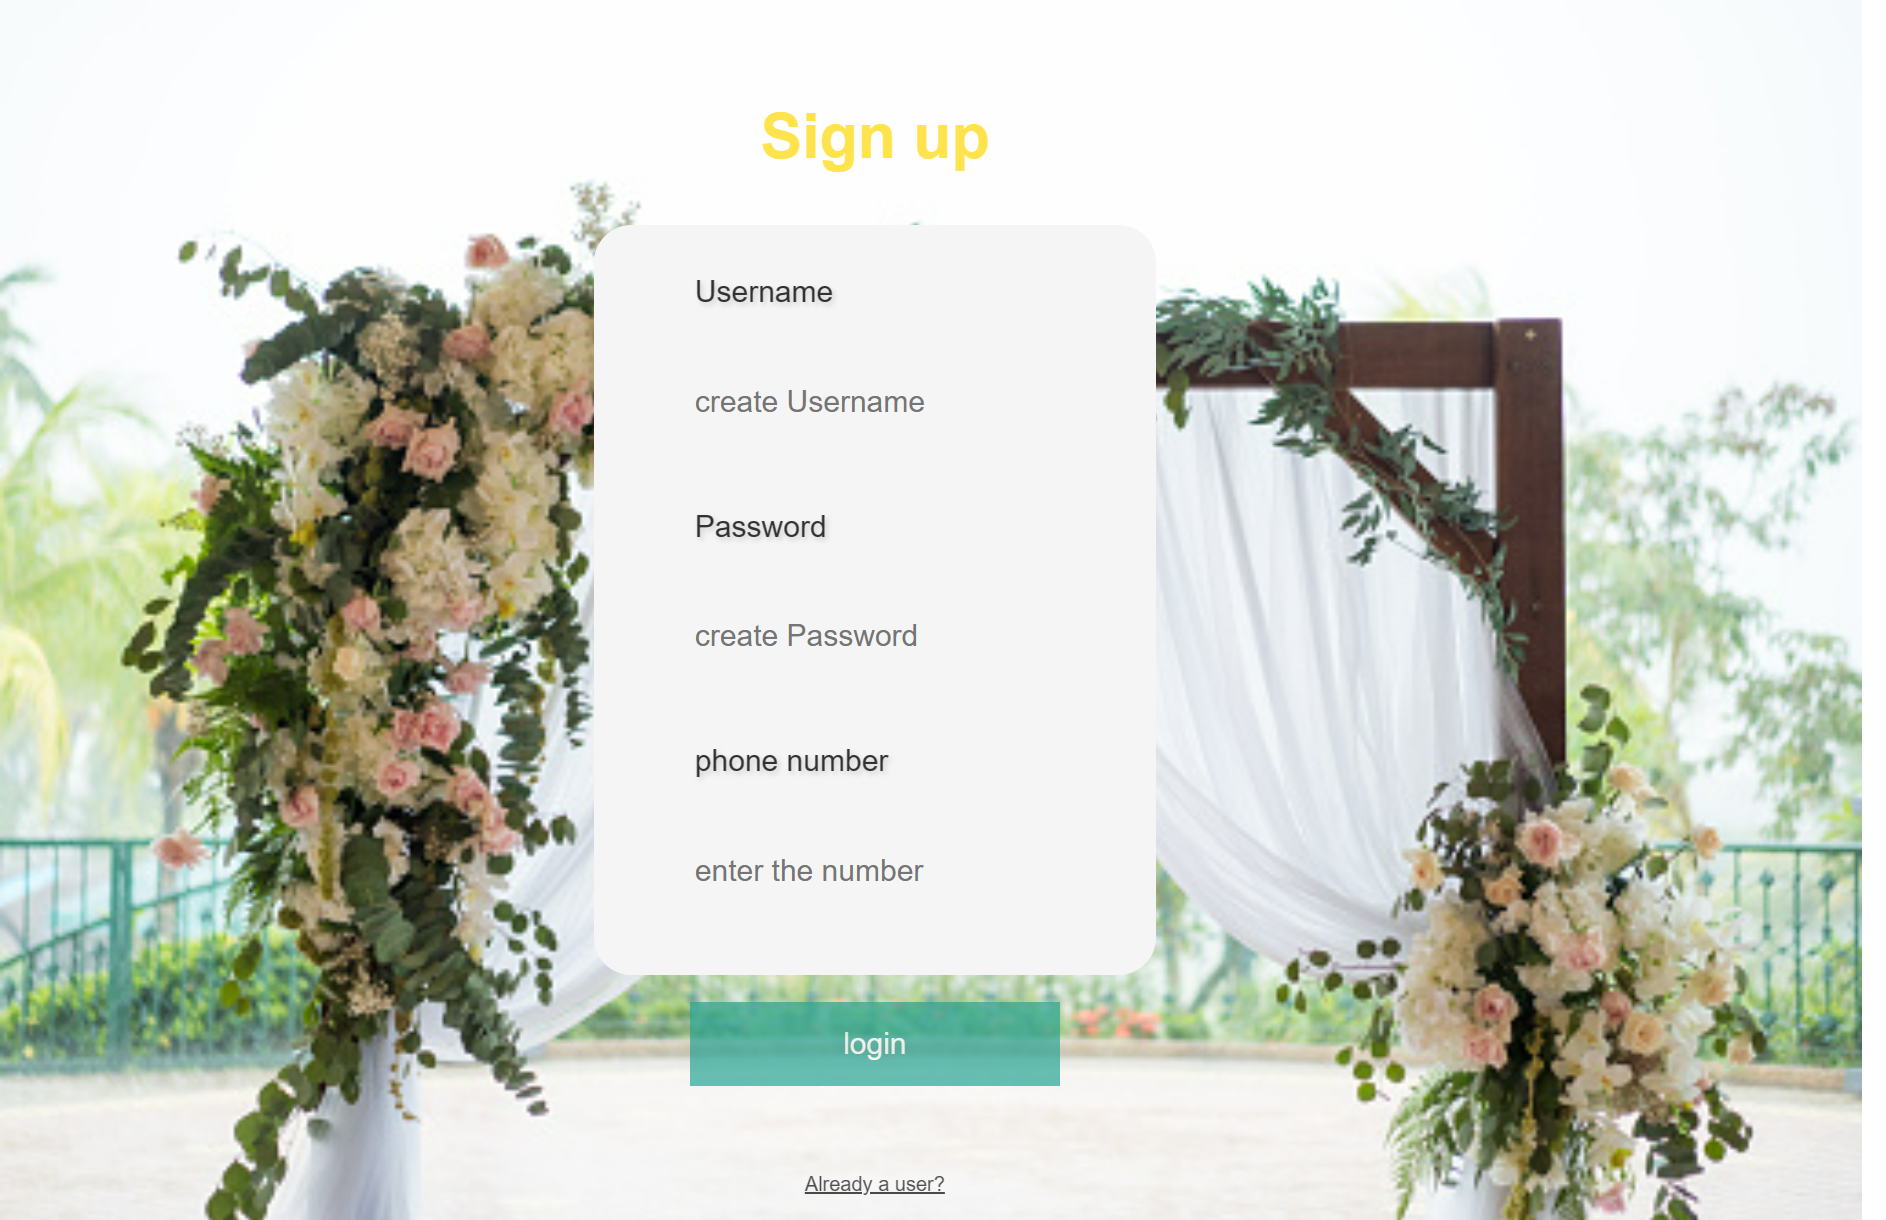 Sign up
Username
create Username
Password
create Password
phone number
enter the number
login
Already a user?